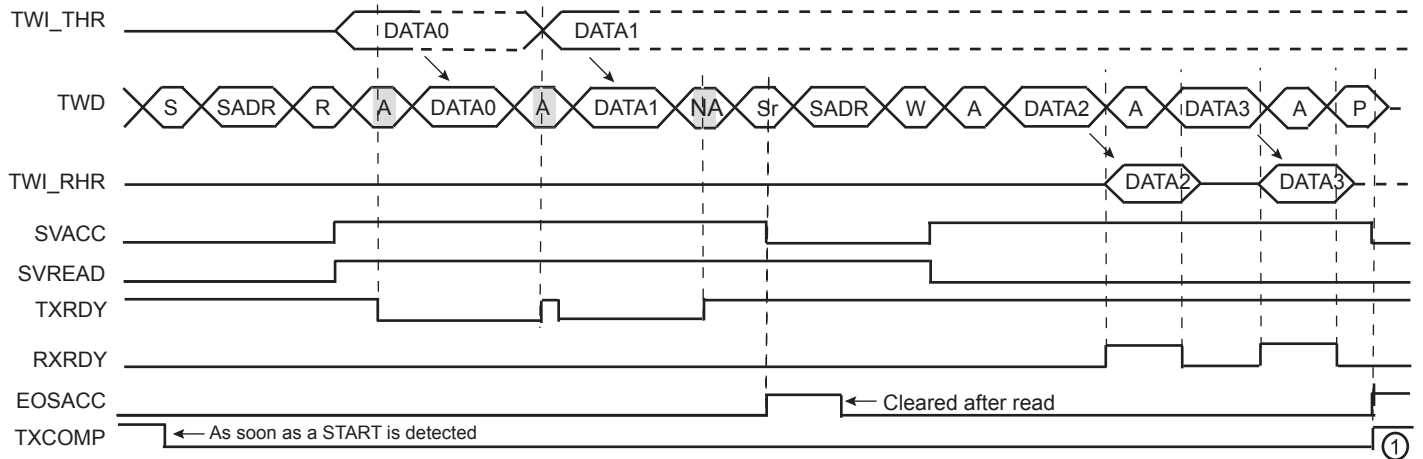 TWI_THR DATA0 DATA1
TWD S SADR R A DATA0 A DATA1 NA Sr SADR W A DATA2 A DATA3 A P
TWI_RHR DATA2 DATA3
SVACC
SVREAD
TXRDY
RXRDY
EOSACC Cleared after read
TXCOMP As soon as a START is detected 1